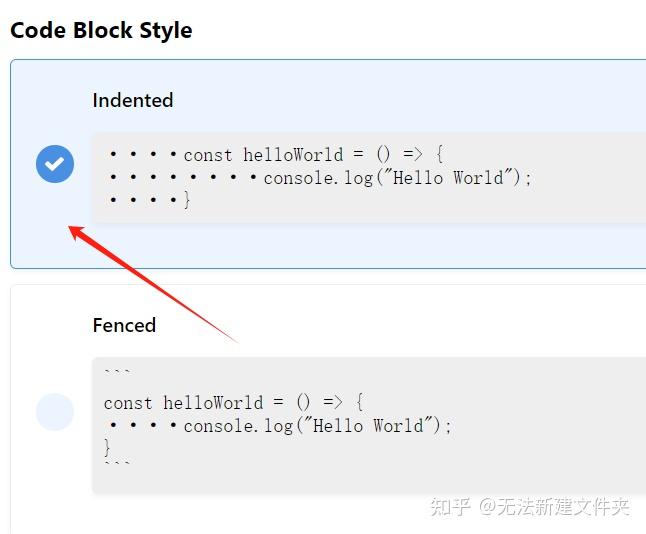 Code Block Style
Indented
····const helloWorld = () => {
········console.log("Hello World");
····}
Fenced
```
const helloWorld = () => {
····console.log("Hello World");
}
```
知乎 @无法新建文件夹